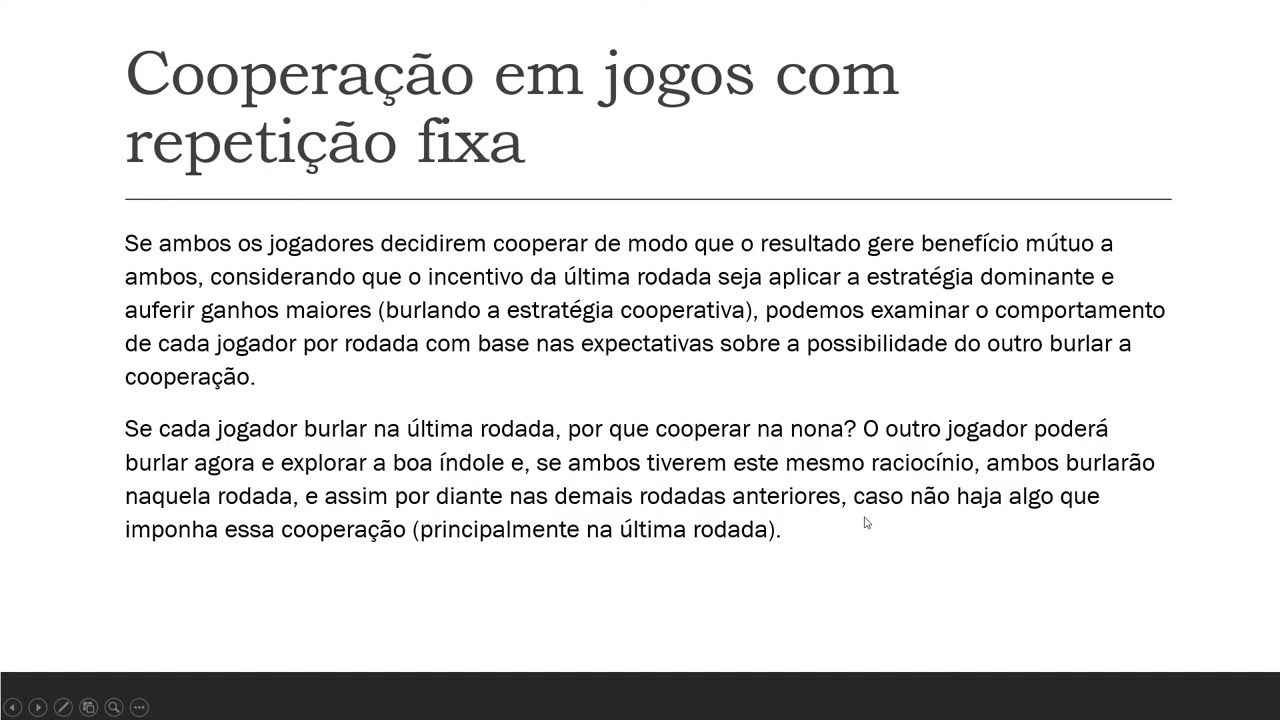 Cooperação em jogos com
repetição fixa
Se ambos os jogadores decidirem cooperar de modo que o resultado gere benefício mútuo a
ambos, considerando que o incentivo da última rodada seja aplicar a estratégia dominante e
auferir ganhos maiores (burlando a estratégia cooperativa), podemos examinar o comportamento
de cada jogador por rodada com base nas expectativas sobre a possibilidade do outro burlar a
cooperação.
Se cada jogador burlar na última rodada, por que cooperar na nona? O outro jogador poderá
burlar agora e explorar a boa índole e, se ambos tiverem este mesmo raciocínio, ambos burlarão
naquela rodada, e assim por diante nas demais rodadas anteriores, caso não haja algo que
imponha essa cooperação (principalmente na última rodada).